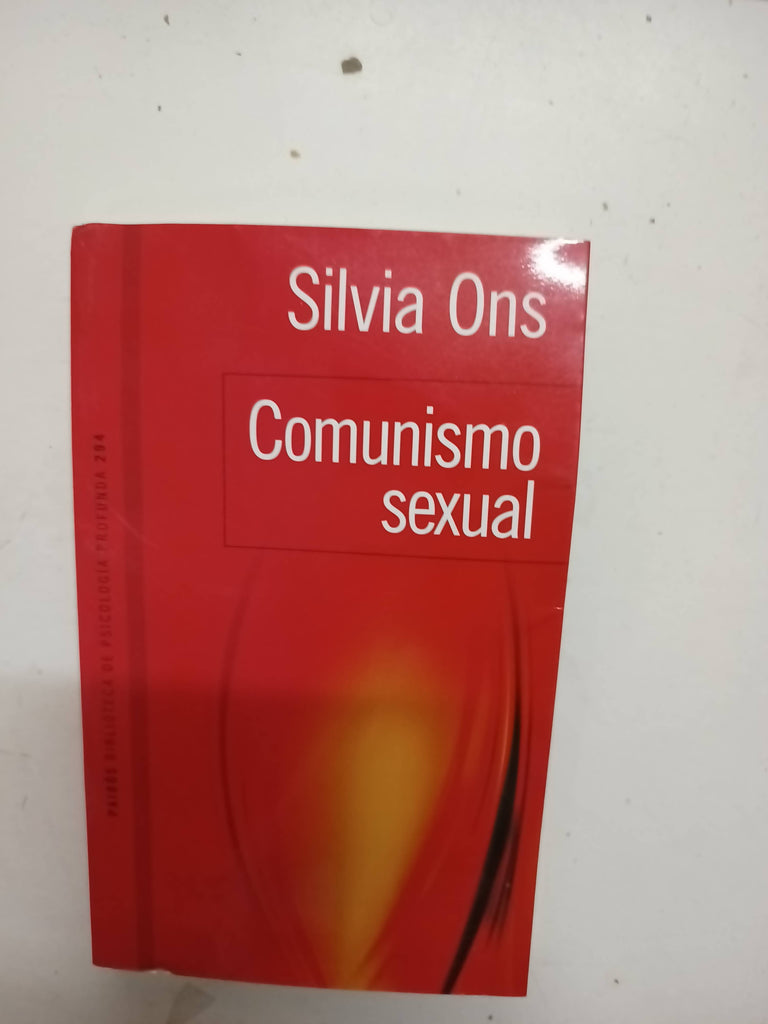 Silvia Ons
Comunismo
sexual
PAIDÓS BIBLIOTECA DE PSICOLOGÍA PROFUNDA 294